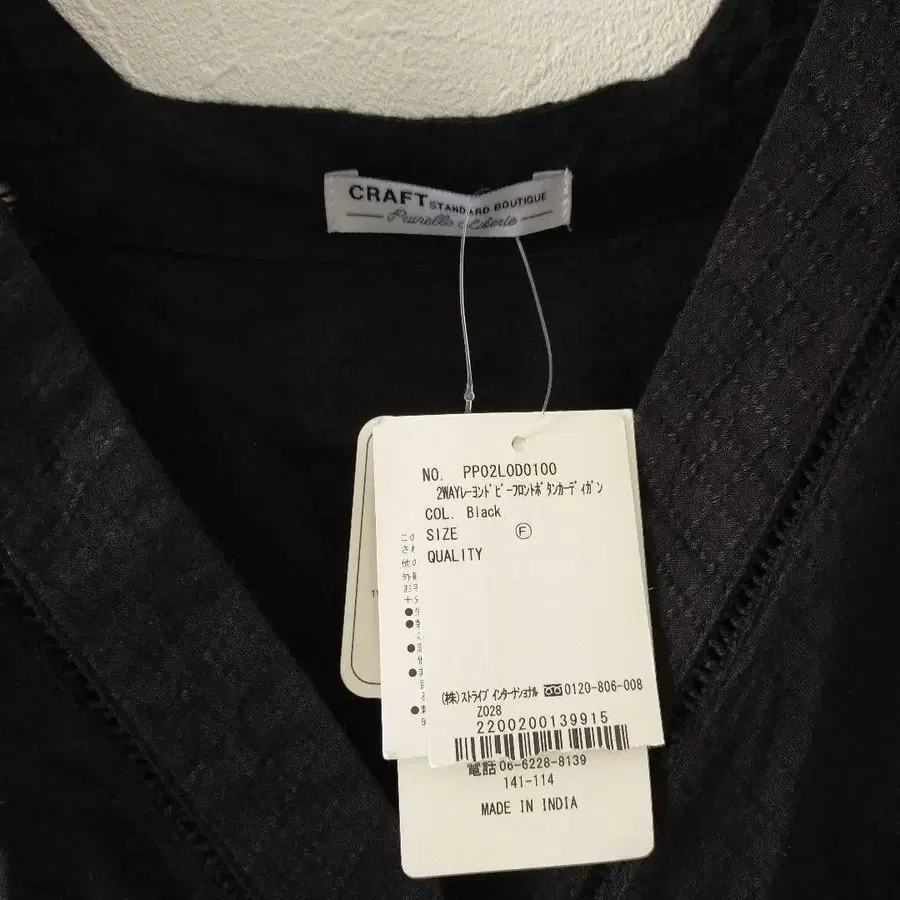 CRAFT STANDARD BOUTIQUE
Prunelle Liberie
NO. PP02L0D0100
2WAYレーヨンドビーフロントボタンカーディガン
COL. Black
SIZE Ⓕ
QUALITY
(株)ストライプ インターナショナル 0120-806-008
Z028
2200200139915
電話 06-6228-8139
141-114
MADE IN INDIA